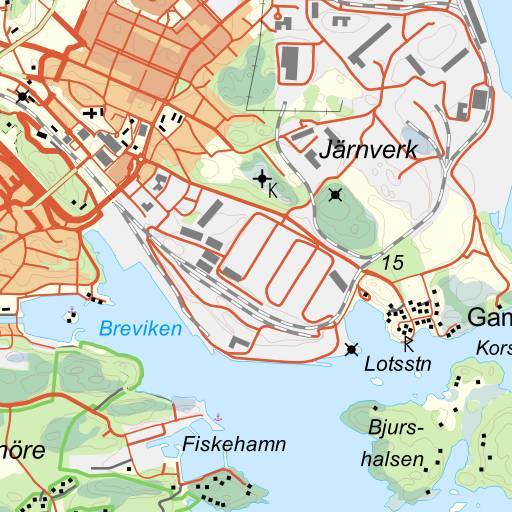 Järnverk
K
15
Breviken
Gam
Kors
Lotsstn
Bjurs-
halsen
Fiskehamn
nöre